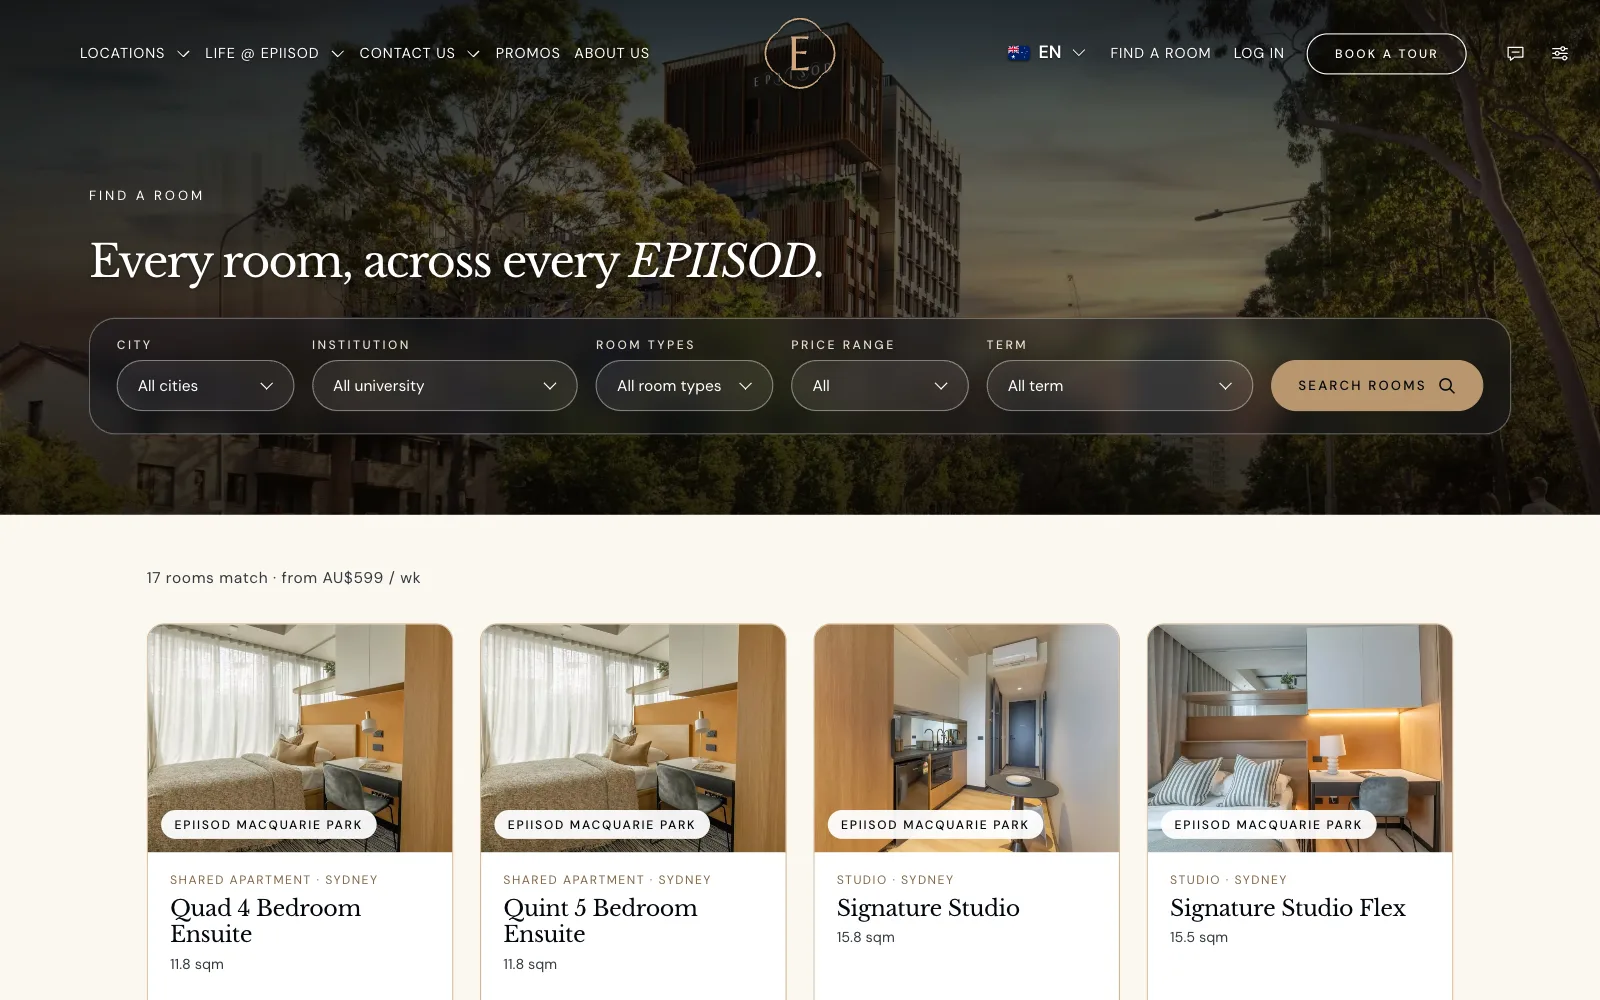 LOCATIONS LIFE @ EPIISOD CONTACT US PROMOS ABOUT US
E
EPIISOD
EN FIND A ROOM LOG IN BOOK A TOUR
FIND A ROOM
Every room, across every EPIISOD.
CITY INSTITUTION ROOM TYPES PRICE RANGE TERM
All cities All university All room types All All term SEARCH ROOMS
17 rooms match · from AU$599 / wk
EPIISOD MACQUARIE PARK EPIISOD MACQUARIE PARK EPIISOD MACQUARIE PARK EPIISOD MACQUARIE PARK
SHARED APARTMENT · SYDNEY
Quad 4 Bedroom
Ensuite
11.8 sqm
SHARED APARTMENT · SYDNEY
Quint 5 Bedroom
Ensuite
11.8 sqm
STUDIO · SYDNEY
Signature Studio
15.8 sqm
STUDIO · SYDNEY
Signature Studio Flex
15.5 sqm